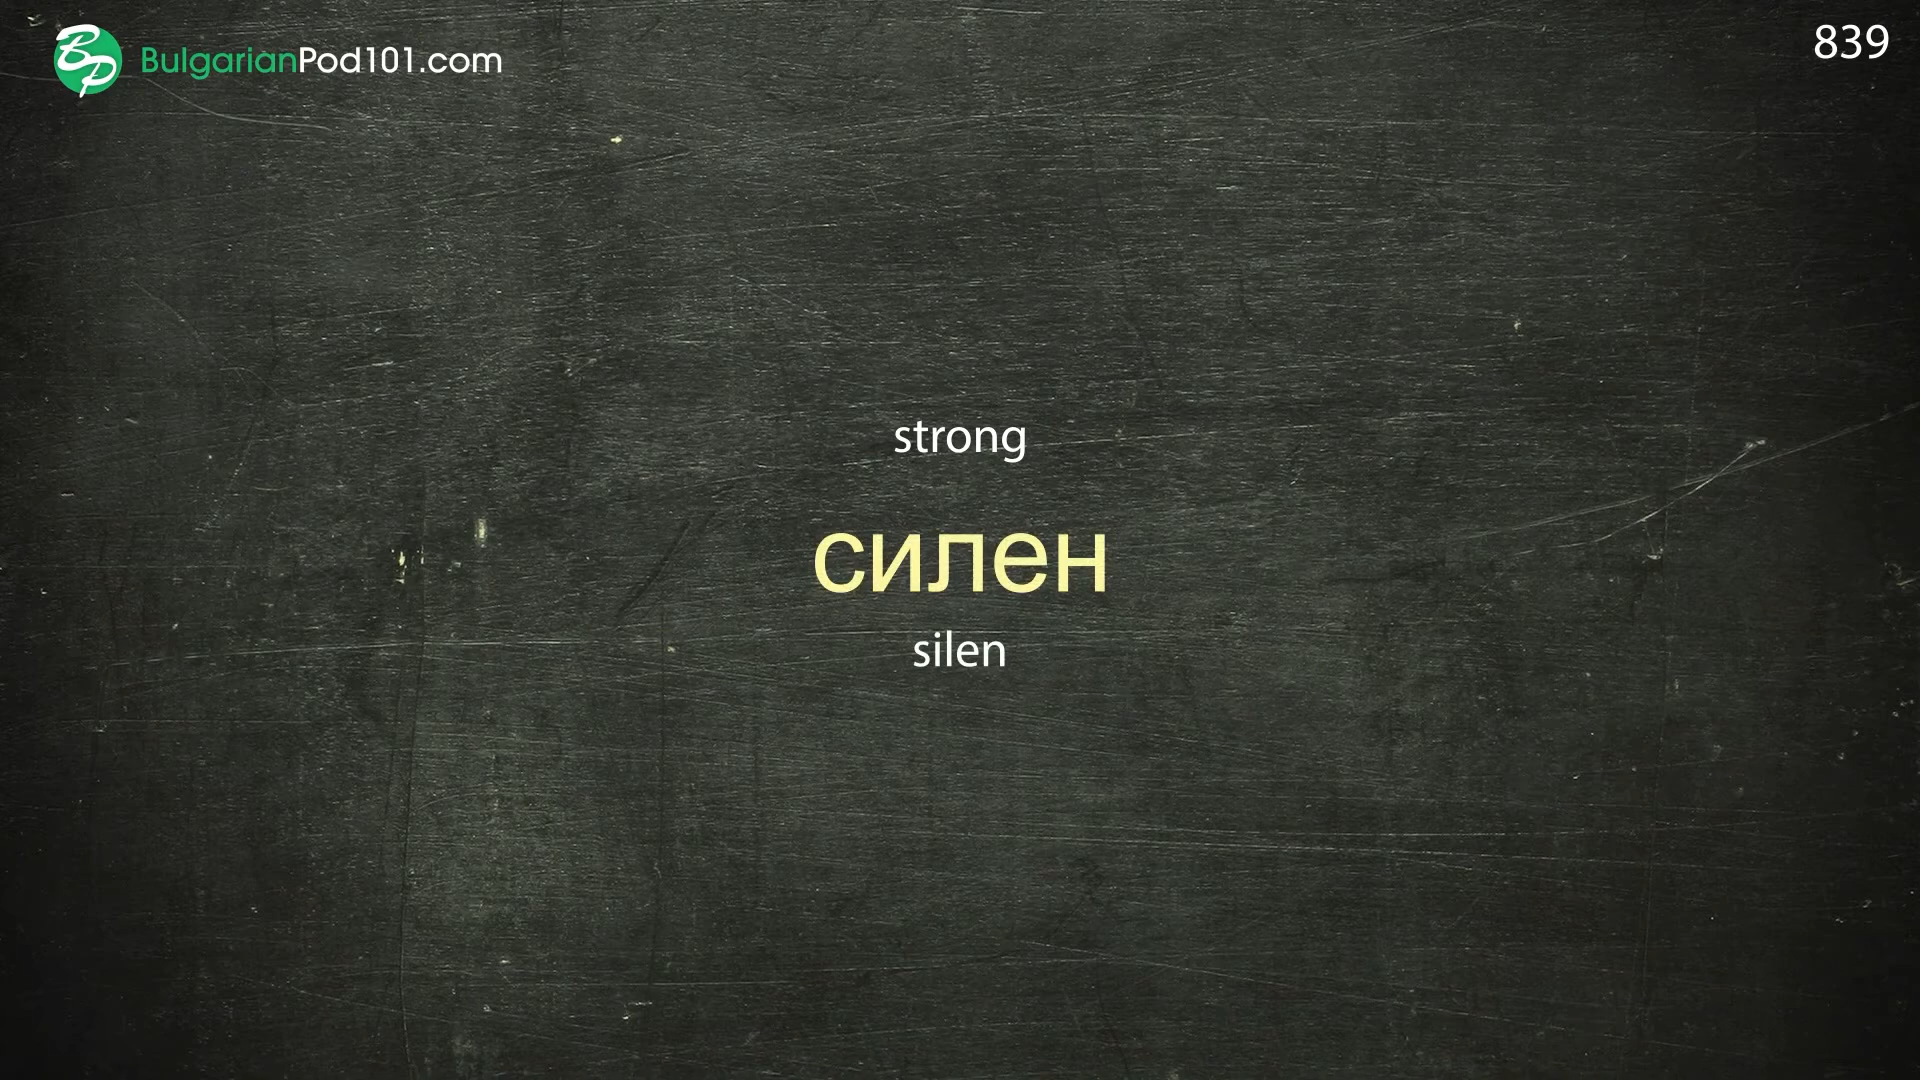 BulgarianPod101.com
839
strong
силен
silen